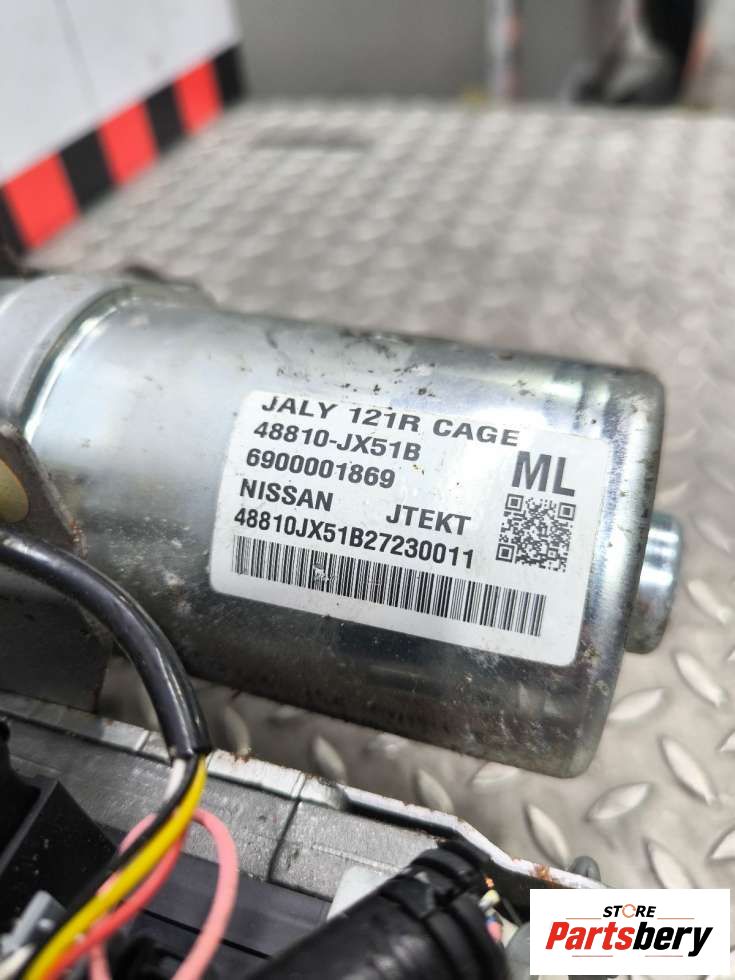 JALY 121R CAGE
48810-JX51B
6900001869
ML
NISSAN JTEKT
48810JX51B27230011
STORE
Partsbery